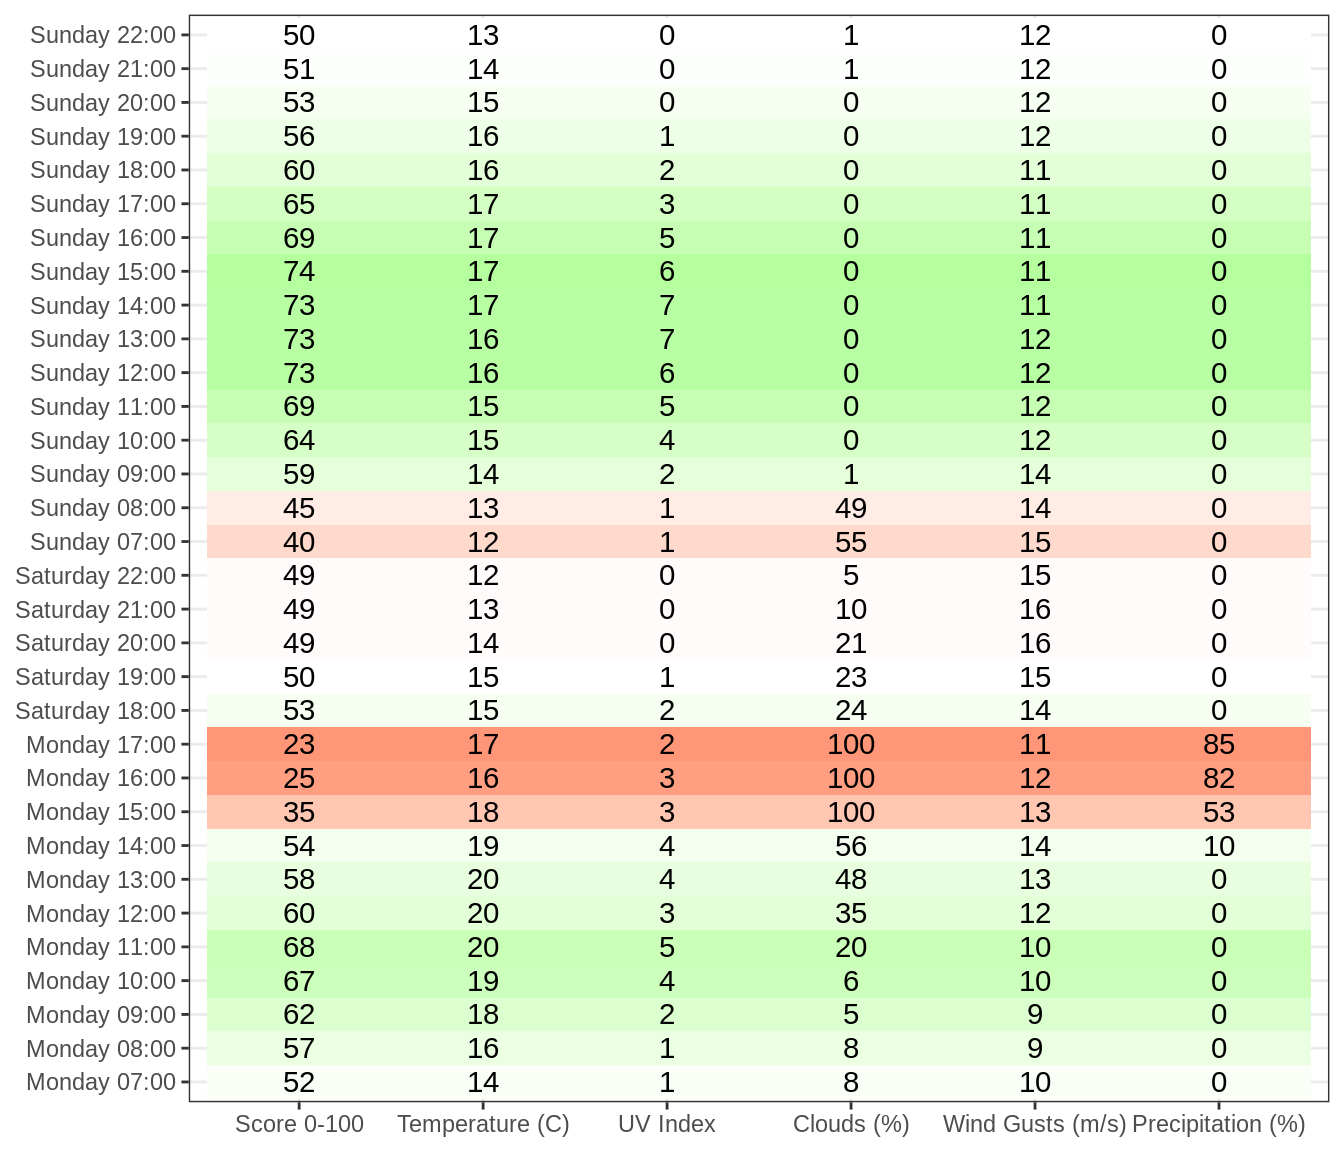 Sunday 22:00 50 13 0 1 12 0
Sunday 21:00 51 14 0 1 12 0
Sunday 20:00 53 15 0 0 12 0
Sunday 19:00 56 16 1 0 12 0
Sunday 18:00 60 16 2 0 11 0
Sunday 17:00 65 17 3 0 11 0
Sunday 16:00 69 17 5 0 11 0
Sunday 15:00 74 17 6 0 11 0
Sunday 14:00 73 17 7 0 11 0
Sunday 13:00 73 16 7 0 12 0
Sunday 12:00 73 16 6 0 12 0
Sunday 11:00 69 15 5 0 12 0
Sunday 10:00 64 15 4 0 12 0
Sunday 09:00 59 14 2 1 14 0
Sunday 08:00 45 13 1 49 14 0
Sunday 07:00 40 12 1 55 15 0
Saturday 22:00 49 12 0 5 15 0
Saturday 21:00 49 13 0 10 16 0
Saturday 20:00 49 14 0 21 16 0
Saturday 19:00 50 15 1 23 15 0
Saturday 18:00 53 15 2 24 14 0
Monday 17:00 23 17 2 100 11 85
Monday 16:00 25 16 3 100 12 82
Monday 15:00 35 18 3 100 13 53
Monday 14:00 54 19 4 56 14 10
Monday 13:00 58 20 4 48 13 0
Monday 12:00 60 20 3 35 12 0
Monday 11:00 68 20 5 20 10 0
Monday 10:00 67 19 4 6 10 0
Monday 09:00 62 18 2 5 9 0
Monday 08:00 57 16 1 8 9 0
Monday 07:00 52 14 1 8 10 0
Score 0-100 Temperature (C) UV Index Clouds (%) Wind Gusts (m/s) Precipitation (%)